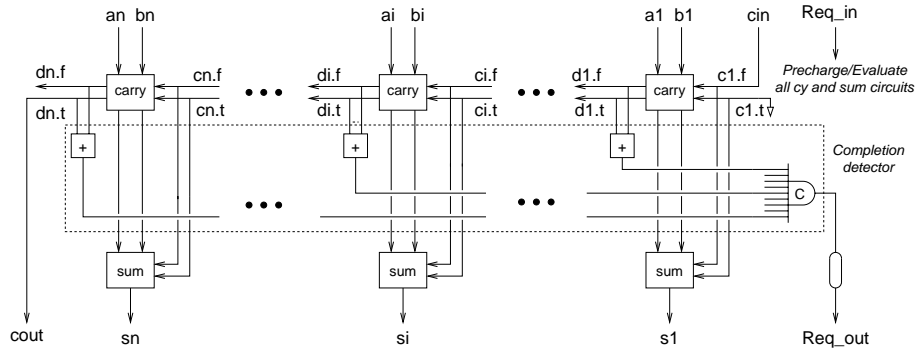 an bn ai bi a1 b1 cin Req_in
dn.f cn.f di.f ci.f d1.f c1.f Precharge/Evaluate
carry carry carry all cy and sum circuits
dn.t cn.t di.t ci.t d1.t c1.t
+ + + Completion
detector
C
sum sum sum
cout sn si s1 Req_out